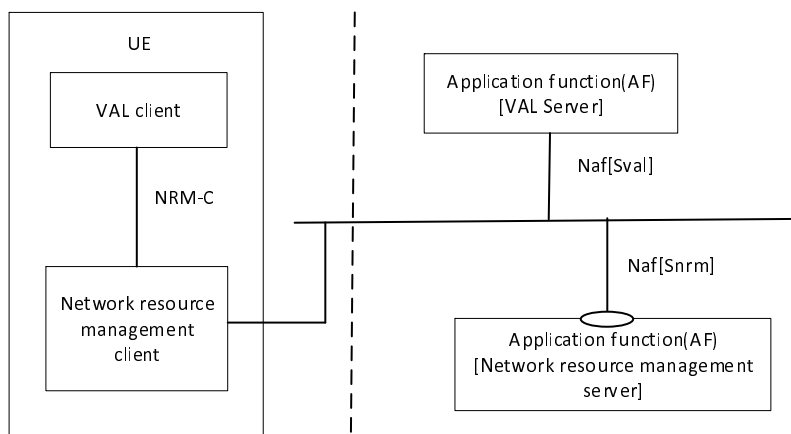 UE
VAL client
NRM-C
Network resource
management
client
Application function(AF)
[VAL Server]
Naf[Sval]
Naf[Snrm]
Application function(AF)
[Network resource management
server]